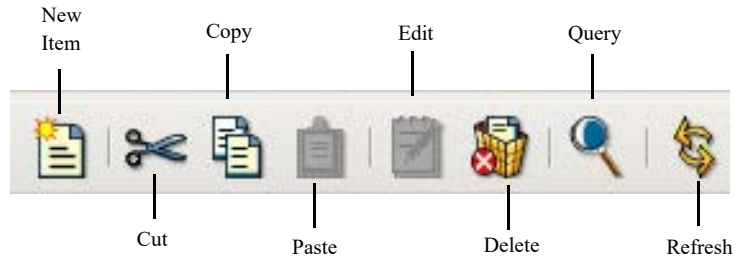 New
Item
Copy
Edit
Query
Cut
Paste
Delete
Refresh